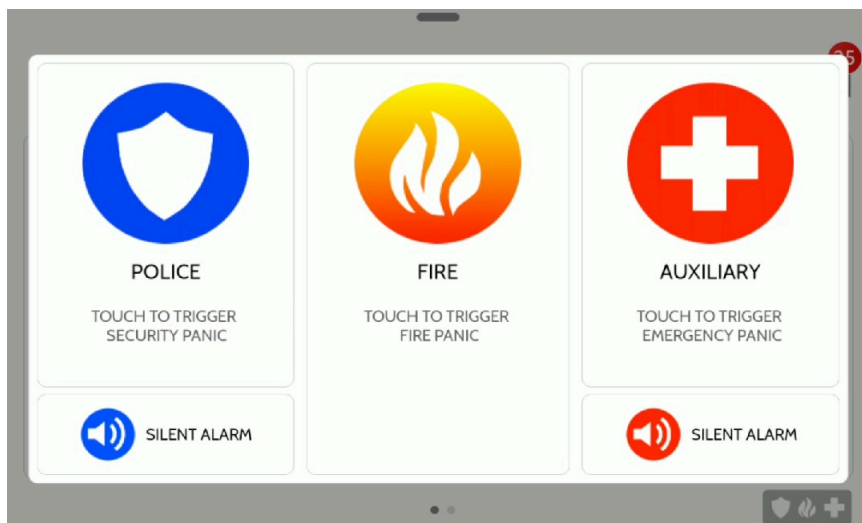 POLICE
TOUCH TO TRIGGER
SECURITY PANIC
SILENT ALARM
FIRE
TOUCH TO TRIGGER
FIRE PANIC
AUXILIARY
TOUCH TO TRIGGER
EMERGENCY PANIC
SILENT ALARM